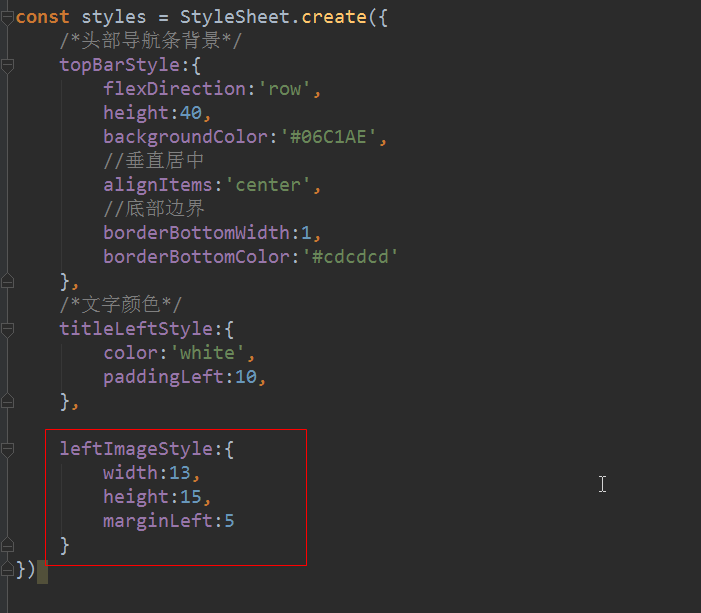 const styles = StyleSheet.create({
/*头部导航条背景*/
topBarStyle:{
flexDirection:'row',
height:40,
backgroundColor:'#06C1AE',
//垂直居中
alignItems:'center',
//底部边界
borderBottomWidth:1,
borderBottomColor:'#cdcdcd'
},
/*文字颜色*/
titleLeftStyle:{
color:'white',
paddingLeft:10,
},
leftImageStyle:{
width:13,
height:15,
marginLeft:5
}
})